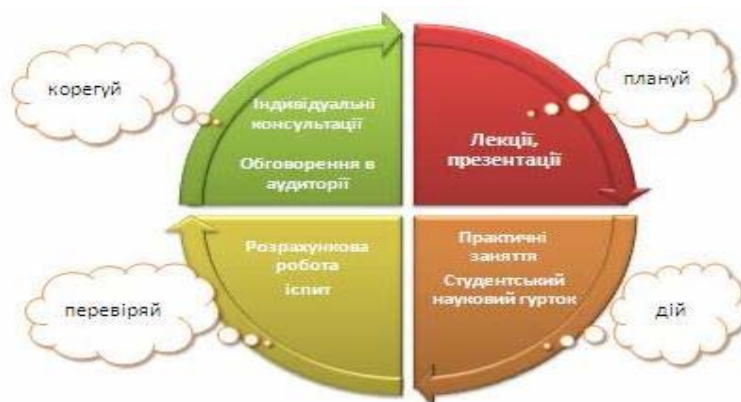 корегуй
плануй
Індивідуальні
консультації
Обговорення в
аудиторії
Лекції,
презентації
Розрахункова
робота
іспит
Практичні
заняття
Студентський
науковий гурток
перевіряй
дій